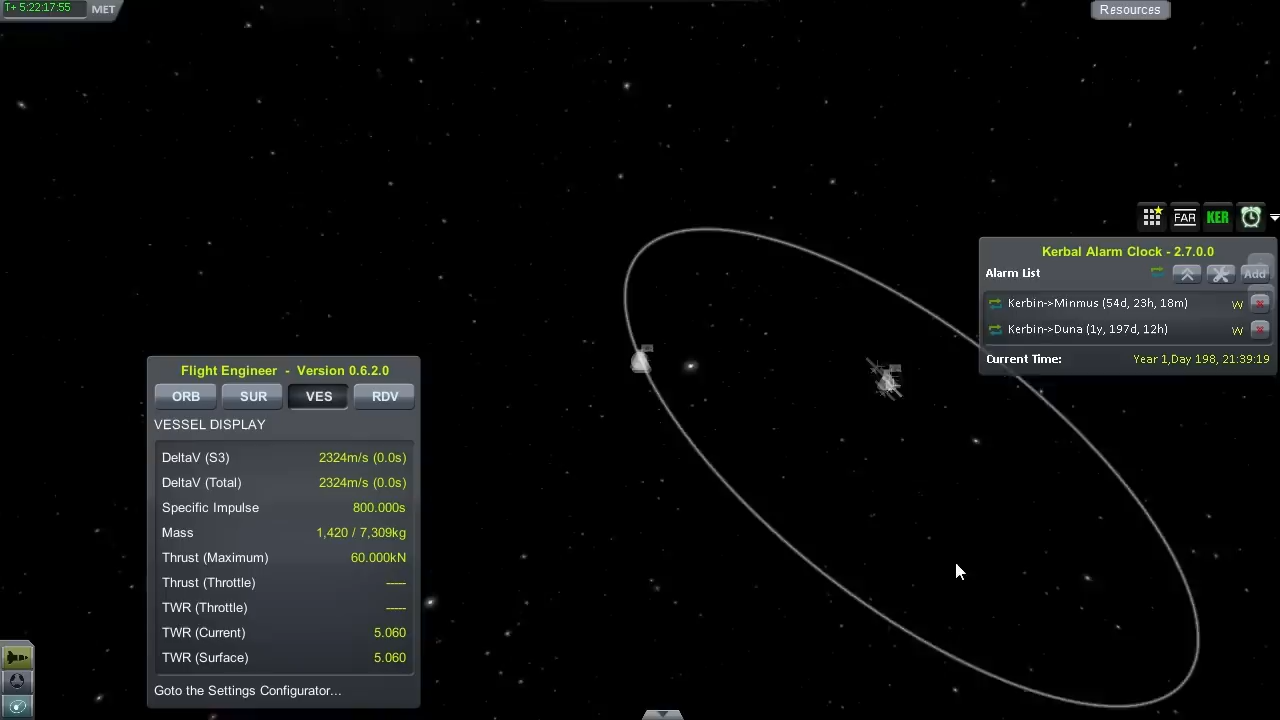 T+ 5:22:17:55 MET
Resources
FAR KER
Kerbal Alarm Clock - 2.7.0.0
Alarm List Add
Kerbin->Minmus (54d, 23h, 18m) W
Kerbin->Duna (1y, 197d, 12h) W
Current Time: Year 1,Day 198, 21:39:19
Flight Engineer - Version 0.6.2.0
ORB SUR VES RDV
VESSEL DISPLAY
DeltaV (S3) 2324m/s (0.0s)
DeltaV (Total) 2324m/s (0.0s)
Specific Impulse 800.000s
Mass 1,420 / 7,309kg
Thrust (Maximum) 60.000kN
Thrust (Throttle) -----
TWR (Throttle) -----
TWR (Current) 5.060
TWR (Surface) 5.060
Goto the Settings Configurator...